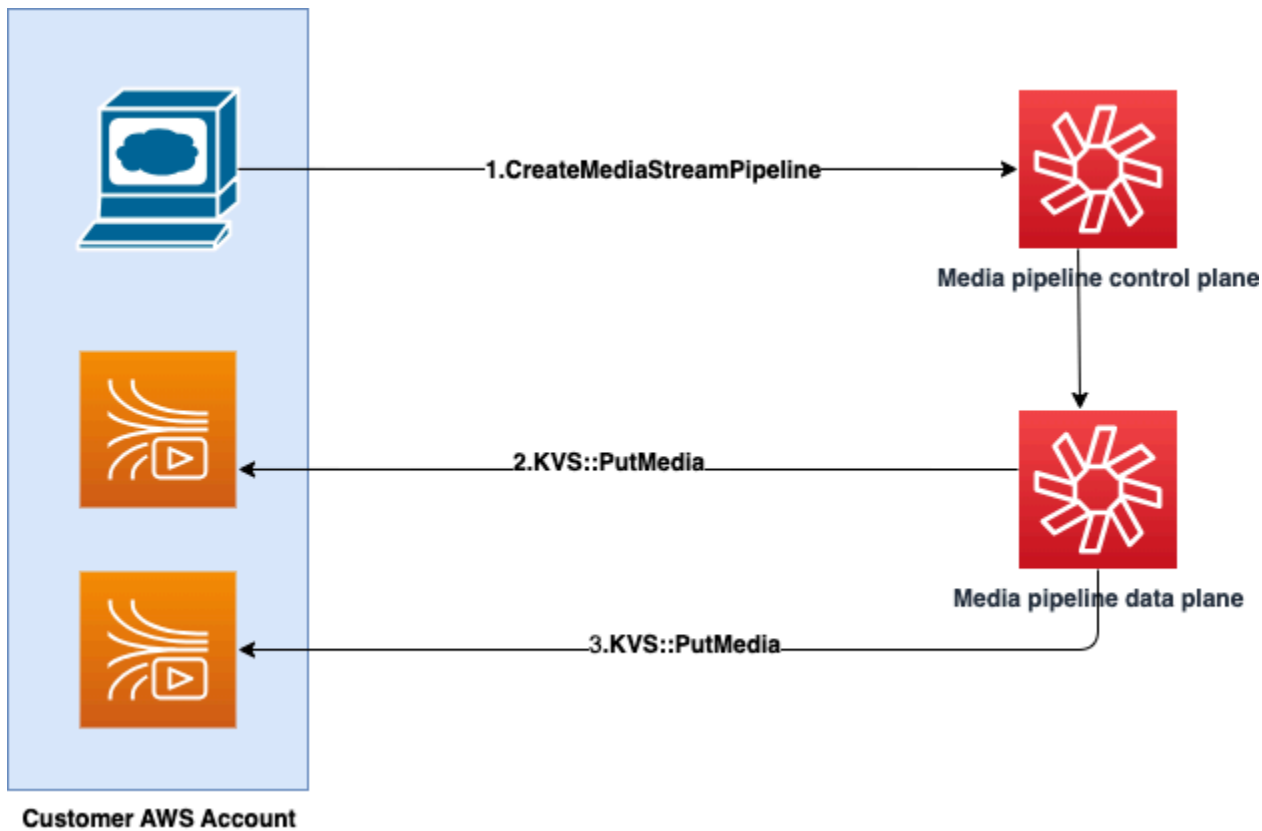 1.CreateMediaStreamPipeline
Media pipeline control plane
2.KVS::PutMedia
Media pipeline data plane
3.KVS::PutMedia
Customer AWS Account